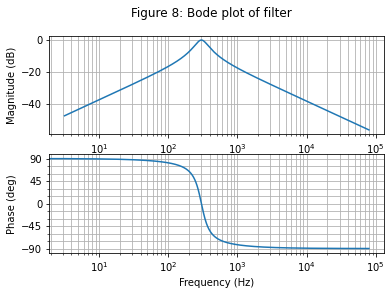 Figure 8: Bode plot of filter
Magnitude (dB)
0
−20
−40
10¹ 10² 10³ 10⁴ 10⁵
Phase (deg)
90
45
0
−45
−90
10¹ 10² 10³ 10⁴ 10⁵
Frequency (Hz)